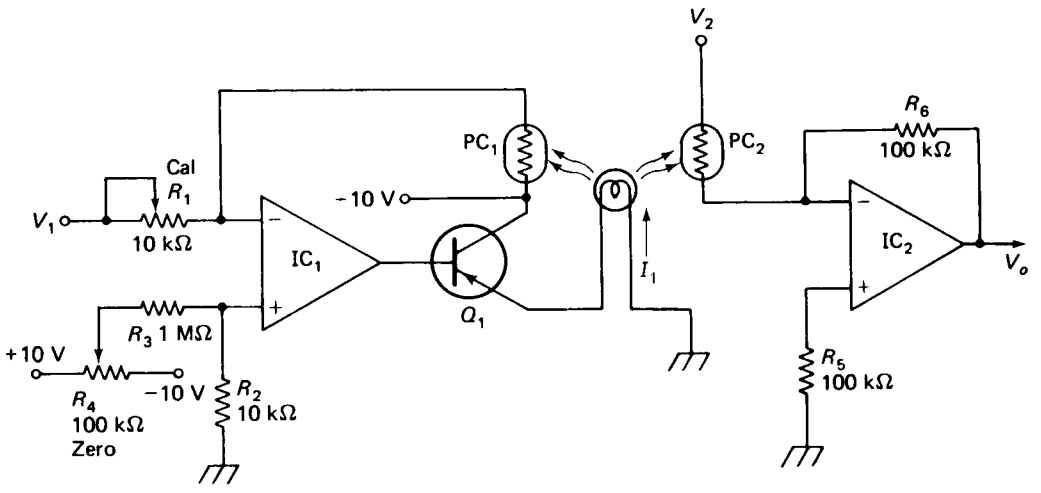 V₂
R₆
100 kΩ
PC₁
PC₂
Cal
R₁
−10 V
V₁
10 kΩ
−
IC₁
+
I₁
−
IC₂
+
Vₒ
Q₁
R₃ 1 MΩ
+10 V
−10 V
R₄
100 kΩ
Zero
R₂
10 kΩ
R₅
100 kΩ